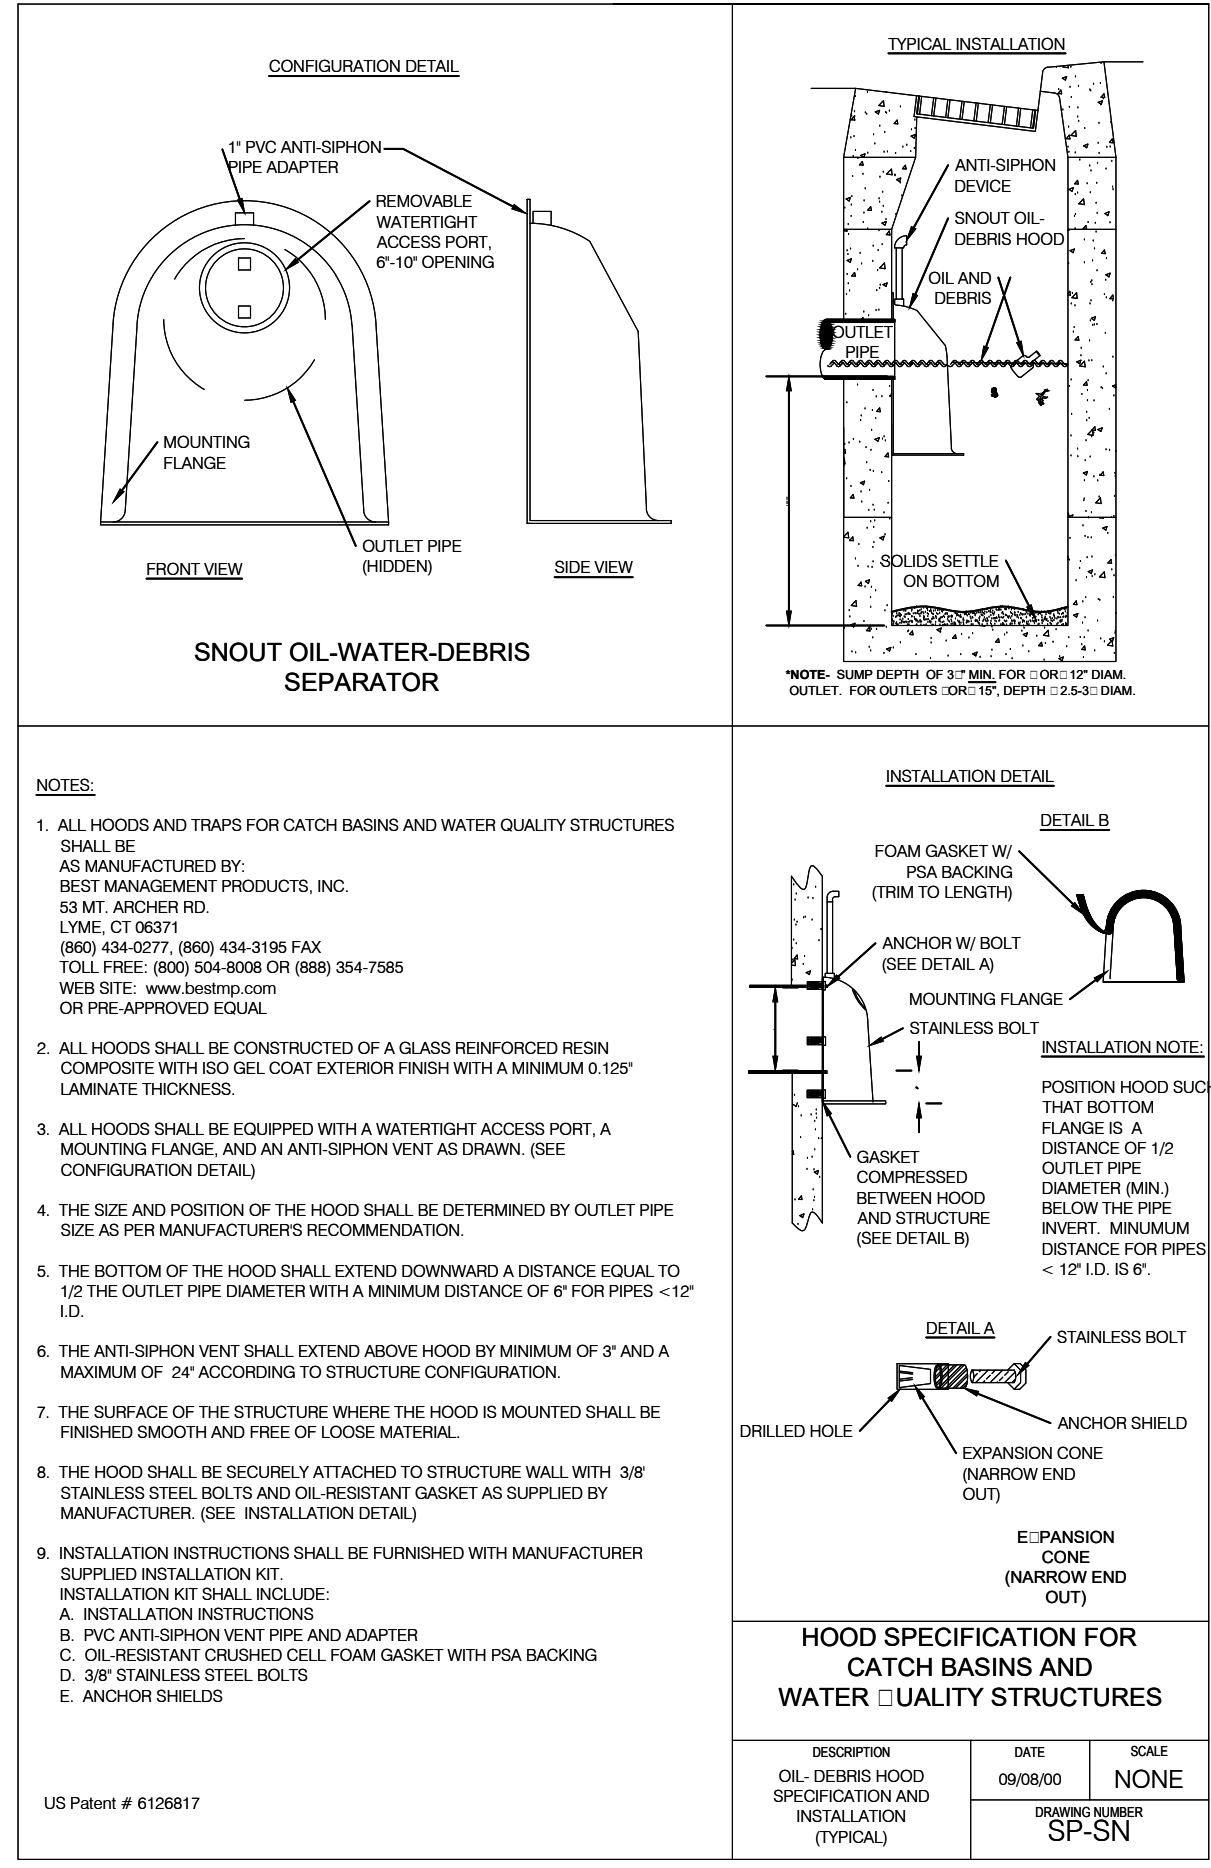 CONFIGURATION DETAIL
1" PVC ANTI-SIPHON
PIPE ADAPTER
REMOVABLE
WATERTIGHT
ACCESS PORT,
6"-10" OPENING
MOUNTING
FLANGE
OUTLET PIPE
(HIDDEN)
FRONT VIEW
SIDE VIEW
SNOUT OIL-WATER-DEBRIS
SEPARATOR
TYPICAL INSTALLATION
ANTI-SIPHON
DEVICE
SNOUT OIL-
DEBRIS HOOD
OIL AND
DEBRIS
OUTLET
PIPE
SOLIDS SETTLE
ON BOTTOM
*NOTE- SUMP DEPTH OF 3□" MIN. FOR □ OR□ 12" DIAM.
OUTLET. FOR OUTLETS □OR□ 15", DEPTH □ 2.5-3□ DIAM.
NOTES:
1. ALL HOODS AND TRAPS FOR CATCH BASINS AND WATER QUALITY STRUCTURES
SHALL BE
AS MANUFACTURED BY:
BEST MANAGEMENT PRODUCTS, INC.
53 MT. ARCHER RD.
LYME, CT 06371
(860) 434-0277, (860) 434-3195 FAX
TOLL FREE: (800) 504-8008 OR (888) 354-7585
WEB SITE: www.bestmp.com
OR PRE-APPROVED EQUAL
2. ALL HOODS SHALL BE CONSTRUCTED OF A GLASS REINFORCED RESIN
COMPOSITE WITH ISO GEL COAT EXTERIOR FINISH WITH A MINIMUM 0.125"
LAMINATE THICKNESS.
3. ALL HOODS SHALL BE EQUIPPED WITH A WATERTIGHT ACCESS PORT, A
MOUNTING FLANGE, AND AN ANTI-SIPHON VENT AS DRAWN. (SEE
CONFIGURATION DETAIL)
4. THE SIZE AND POSITION OF THE HOOD SHALL BE DETERMINED BY OUTLET PIPE
SIZE AS PER MANUFACTURER'S RECOMMENDATION.
5. THE BOTTOM OF THE HOOD SHALL EXTEND DOWNWARD A DISTANCE EQUAL TO
1/2 THE OUTLET PIPE DIAMETER WITH A MINIMUM DISTANCE OF 6" FOR PIPES <12"
I.D.
6. THE ANTI-SIPHON VENT SHALL EXTEND ABOVE HOOD BY MINIMUM OF 3" AND A
MAXIMUM OF 24" ACCORDING TO STRUCTURE CONFIGURATION.
7. THE SURFACE OF THE STRUCTURE WHERE THE HOOD IS MOUNTED SHALL BE
FINISHED SMOOTH AND FREE OF LOOSE MATERIAL.
8. THE HOOD SHALL BE SECURELY ATTACHED TO STRUCTURE WALL WITH 3/8'
STAINLESS STEEL BOLTS AND OIL-RESISTANT GASKET AS SUPPLIED BY
MANUFACTURER. (SEE INSTALLATION DETAIL)
9. INSTALLATION INSTRUCTIONS SHALL BE FURNISHED WITH MANUFACTURER
SUPPLIED INSTALLATION KIT.
INSTALLATION KIT SHALL INCLUDE:
A. INSTALLATION INSTRUCTIONS
B. PVC ANTI-SIPHON VENT PIPE AND ADAPTER
C. OIL-RESISTANT CRUSHED CELL FOAM GASKET WITH PSA BACKING
D. 3/8" STAINLESS STEEL BOLTS
E. ANCHOR SHIELDS
US Patent # 6126817
INSTALLATION DETAIL
DETAIL B
FOAM GASKET W/
PSA BACKING
(TRIM TO LENGTH)
ANCHOR W/ BOLT
(SEE DETAIL A)
MOUNTING FLANGE
STAINLESS BOLT
GASKET
COMPRESSED
BETWEEN HOOD
AND STRUCTURE
(SEE DETAIL B)
INSTALLATION NOTE:
POSITION HOOD SUCH
THAT BOTTOM
FLANGE IS A
DISTANCE OF 1/2
OUTLET PIPE
DIAMETER (MIN.)
BELOW THE PIPE
INVERT. MINUMUM
DISTANCE FOR PIPES
< 12" I.D. IS 6".
DETAIL A
STAINLESS BOLT
DRILLED HOLE
ANCHOR SHIELD
EXPANSION CONE
(NARROW END
OUT)
E□PANSION
CONE
(NARROW END
OUT)
HOOD SPECIFICATION FOR
CATCH BASINS AND
WATER □UALITY STRUCTURES
DESCRIPTION
OIL- DEBRIS HOOD
SPECIFICATION AND
INSTALLATION
(TYPICAL)
DATE
09/08/00
SCALE
NONE
DRAWING NUMBER
SP-SN